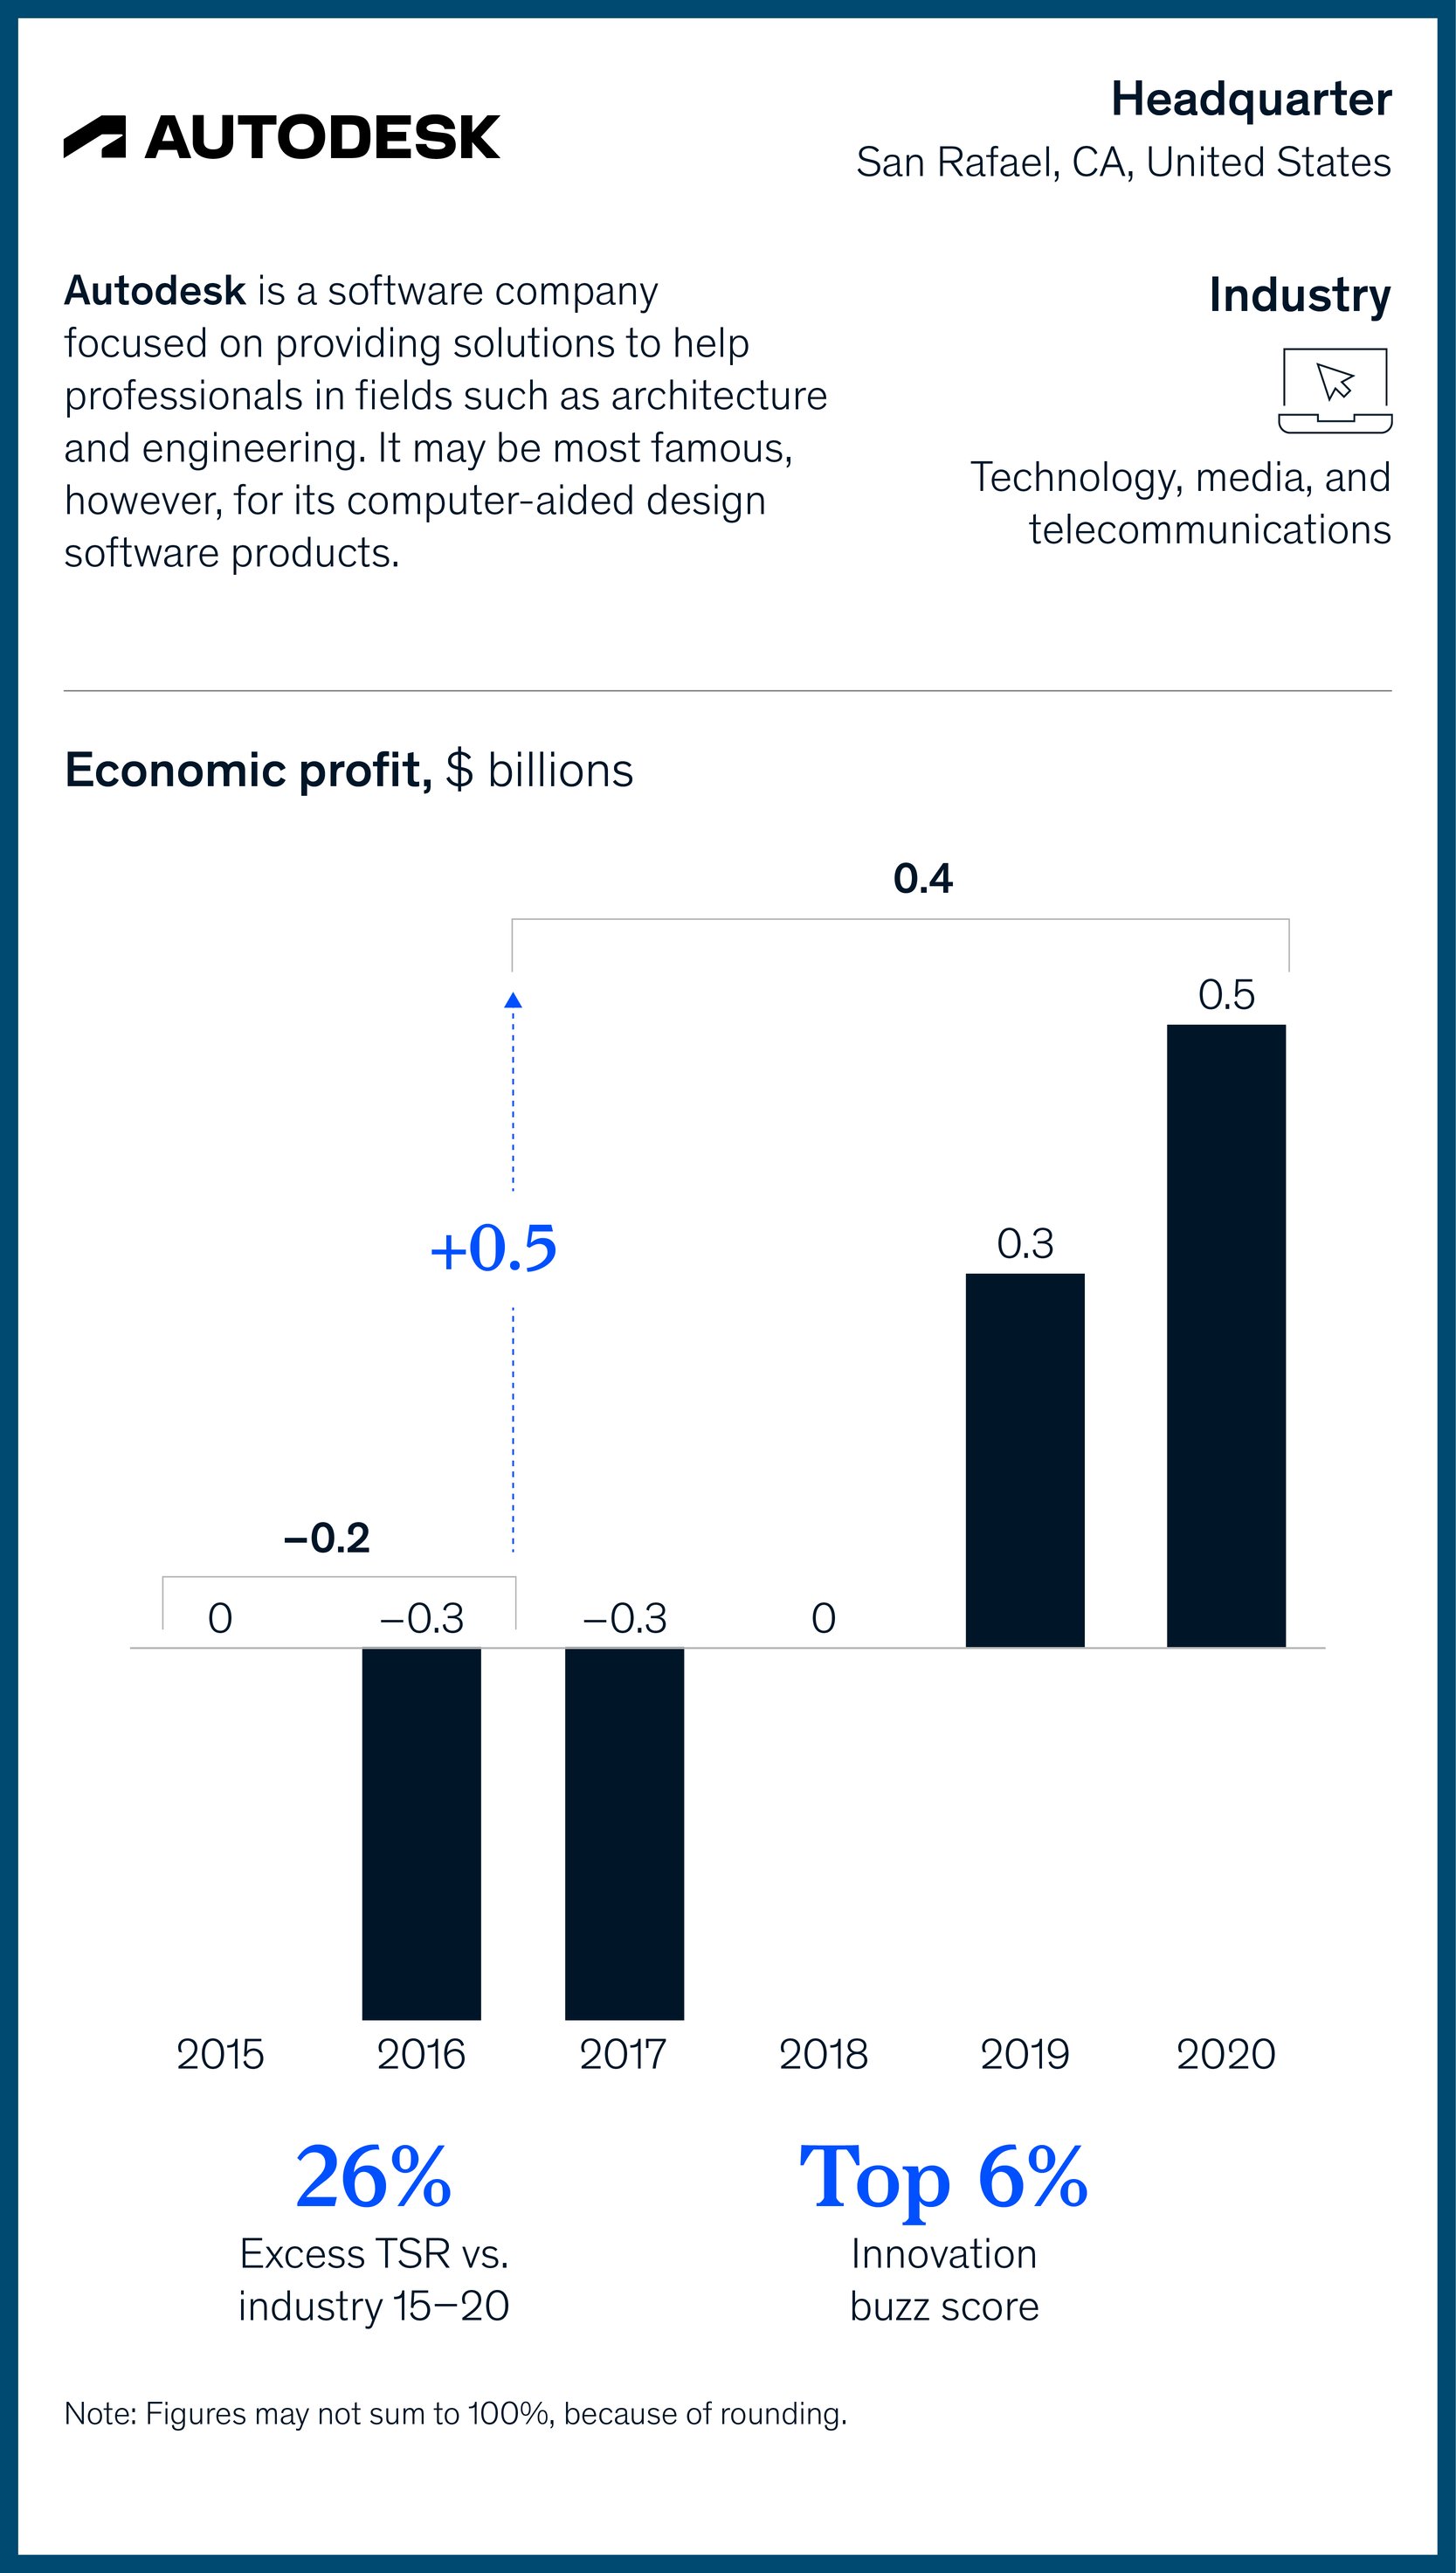 AUTODESK
Headquarter
San Rafael, CA, United States
Autodesk is a software company
focused on providing solutions to help
professionals in fields such as architecture
and engineering. It may be most famous,
however, for its computer-aided design
software products.
Industry
Technology, media, and
telecommunications
Economic profit, $ billions
0.4
0.5
+0.5
0.3
–0.2
0
–0.3
–0.3
0
2015
2016
2017
2018
2019
2020
26%
Excess TSR vs.
industry 15–20
Top 6%
Innovation
buzz score
Note: Figures may not sum to 100%, because of rounding.